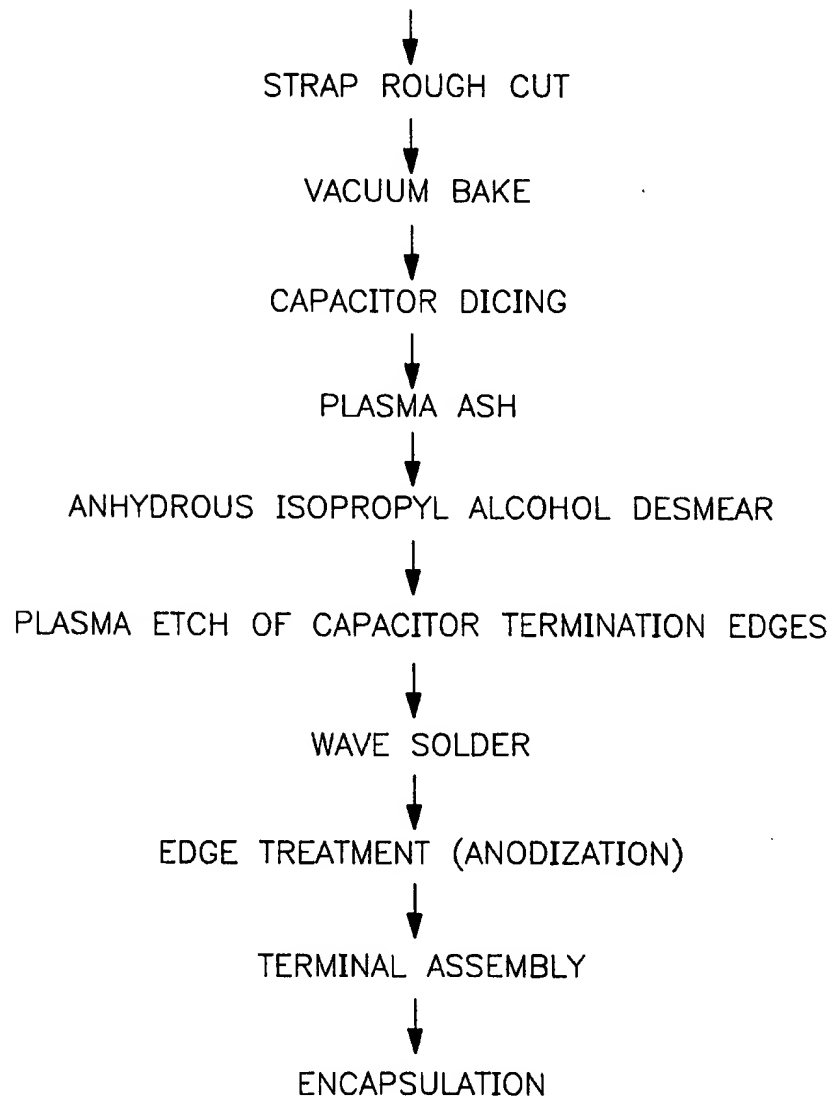 STRAP ROUGH CUT
VACUUM BAKE
CAPACITOR DICING
PLASMA ASH
ANHYDROUS ISOPROPYL ALCOHOL DESMEAR
PLASMA ETCH OF CAPACITOR TERMINATION EDGES
WAVE SOLDER
EDGE TREATMENT (ANODIZATION)
TERMINAL ASSEMBLY
ENCAPSULATION